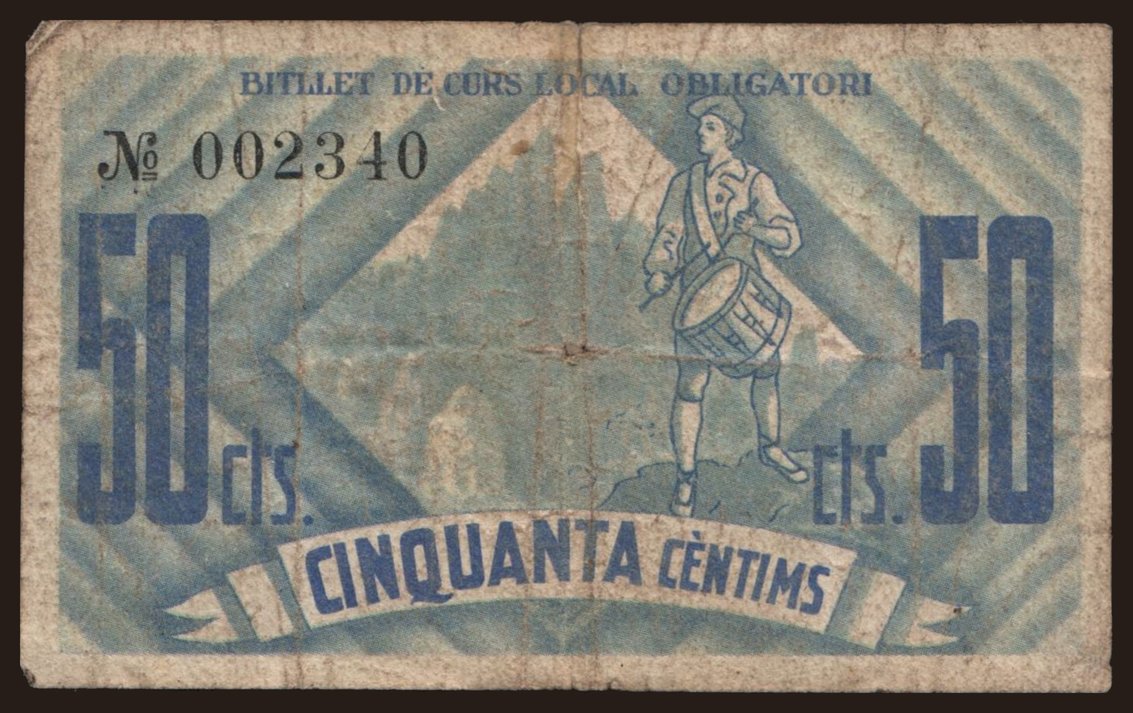 BITLLET DE CURS LOCAL OBLIGATORI
№ 002340
50 cts.
cts. 50
CINQUANTA CÈNTIMS